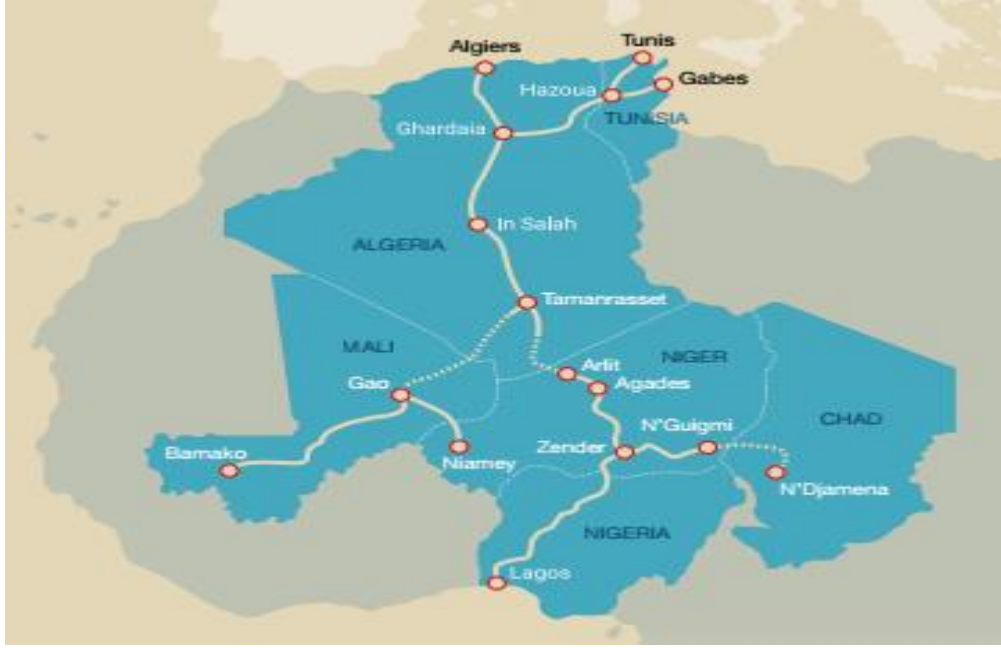 Tunis
Algiers
Gabes
Hazoua
TUNISIA
Ghardaia
In Salah
ALGERIA
Tamanrasset
MALI
NIGER
Arlit
Gao
Agades
CHAD
N'Guigmi
Zender
Bamako
Niamey
N'Djamena
NIGERIA
Lagos